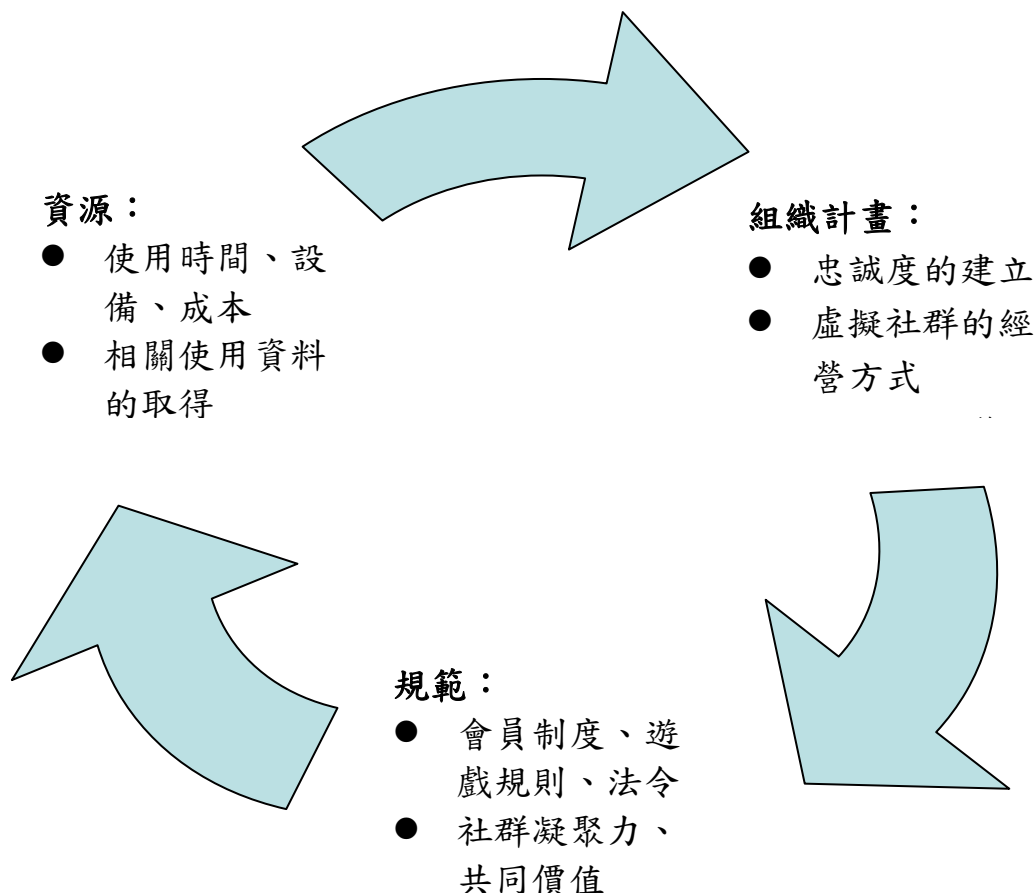 資源：
● 使用時間、設
備、成本
● 相關使用資料
的取得
組織計畫：
● 忠誠度的建立
● 虛擬社群的經
營方式
規範：
● 會員制度、遊
戲規則、法令
● 社群凝聚力、
共同價值